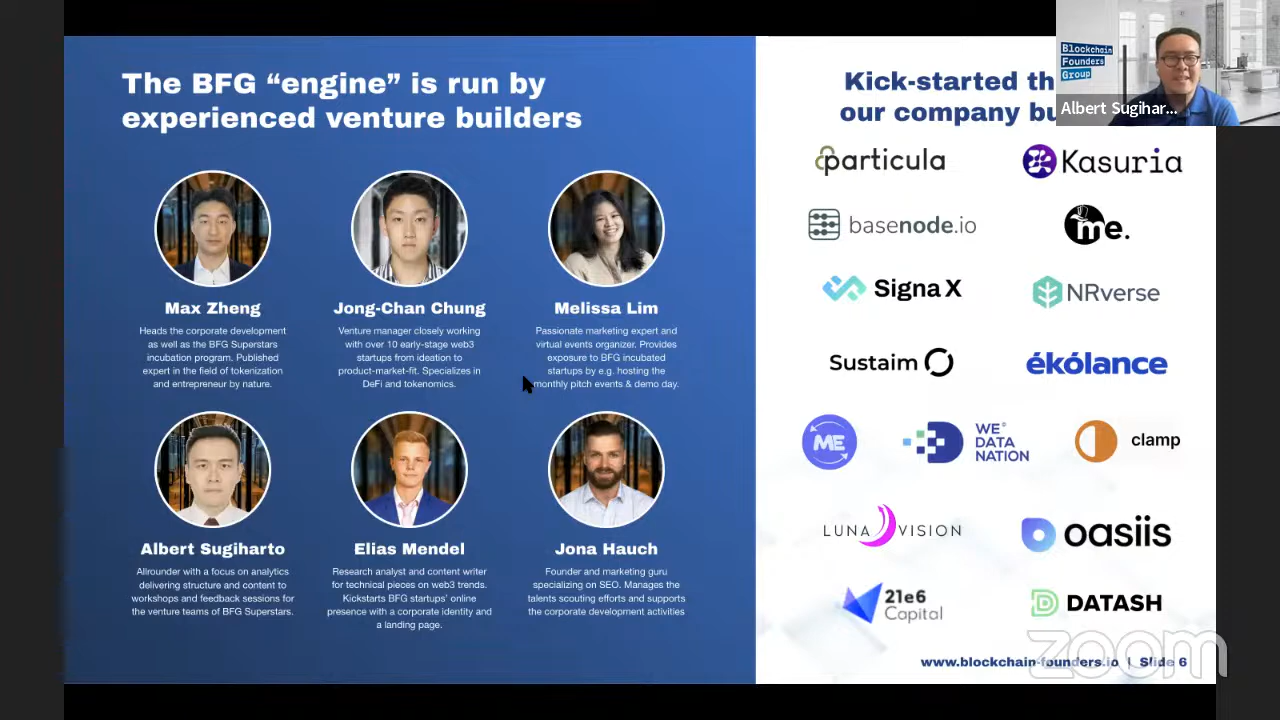 The BFG “engine” is run by
experienced venture builders
Max Zheng
Heads the corporate development
as well as the BFG Superstars
incubation program. Published
expert in the field of tokenization
and entrepreneur by nature.
Jong-Chan Chung
Venture manager closely working
with over 10 early-stage web3
startups from ideation to
product-market-fit. Specializes in
DeFi and tokenomics.
Melissa Lim
Passionate marketing expert and
virtual events organizer. Provides
exposure to BFG incubated
startups by e.g. hosting the
monthly pitch events & demo day.
Albert Sugiharto
Allrounder with a focus on analytics
delivering structure and content to
workshops and feedback sessions for
the venture teams of BFG Superstars.
Elias Mendel
Research analyst and content writer
for technical pieces on web3 trends.
Kickstarts BFG startups’ online
presence with a corporate identity and
a landing page.
Jona Hauch
Founder and marketing guru
specializing on SEO. Manages the
talents scouting efforts and supports
the corporate development activities
Kick-started
our company
Blockchain
Founders
Group
Albert Sugihar...
particula
Kasuria
basenode.io
me.
Signa X
NRverse
Sustaim
ékólance
ME
WE
DATA
NATION
clamp
LUNA VISION
oasiis
21e6
Capital
DATASH
www.blockchain-founders.io | Slide 6
zoom